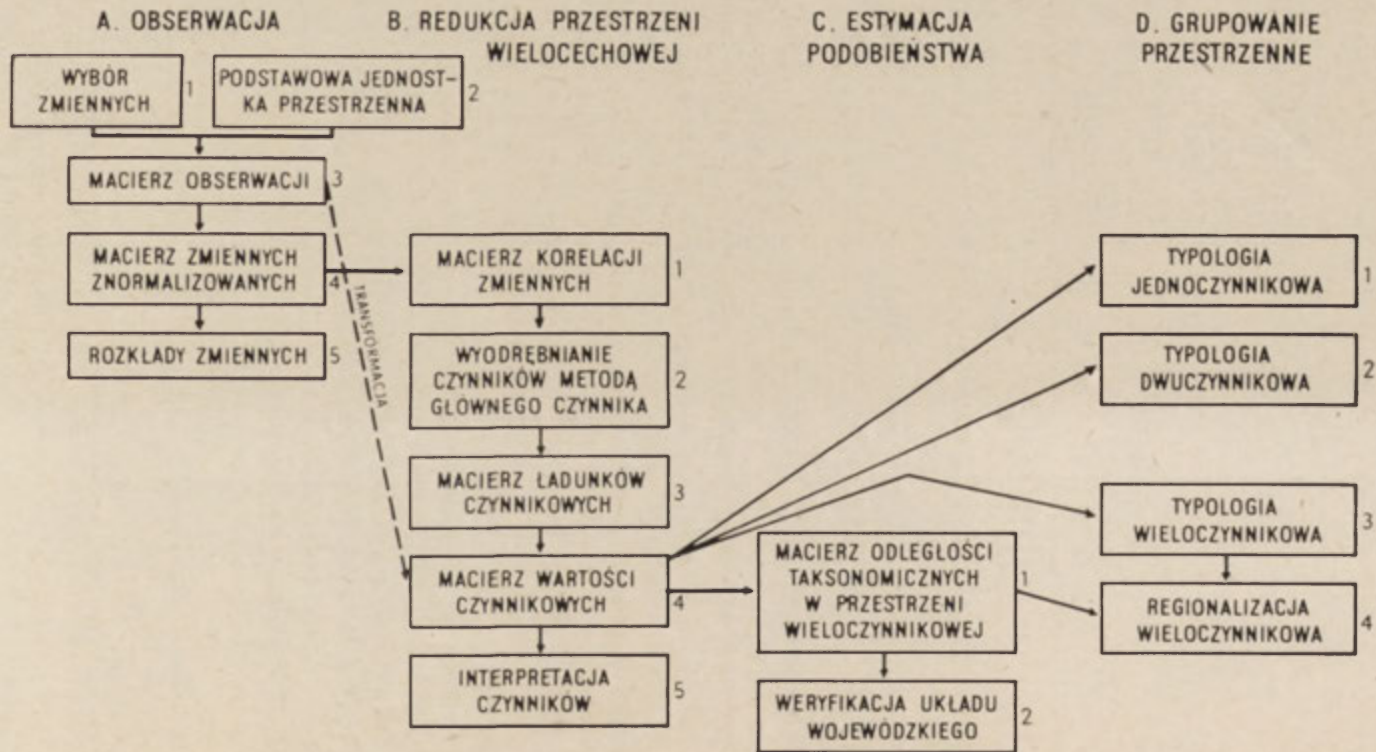 A. OBSERWACJA
WYBÓR
ZMIENNYCH
1
PODSTAWOWA JEDNOST-
KA PRZESTRZENNA
2
MACIERZ OBSERWACJI
3
MACIERZ ZMIENNYCH
ZNORMALIZOWANYCH
4
ROZKŁADY ZMIENNYCH
5
TRANSFORMACJA
B. REDUKCJA PRZESTRZENI
WIELOCECHOWEJ
MACIERZ KORELACJI
ZMIENNYCH
1
WYODRĘBNIANIE
CZYNNIKÓW METODĄ
GŁÓWNEGO CZYNNIKA
2
MACIERZ ŁADUNKÓW
CZYNNIKOWYCH
3
MACIERZ WARTOŚCI
CZYNNIKOWYCH
4
INTERPRETACJA
CZYNNIKÓW
5
C. ESTYMACJA
PODOBIEŃSTWA
MACIERZ ODLEGŁOŚCI
TAKSONOMICZNYCH
W PRZESTRZENI
WIELOCZYNNIKOWEJ
1
WERYFIKACJA UKŁADU
WOJEWÓDZKIEGO
2
D. GRUPOWANIE
PRZESTRZENNE
TYPOLOGIA
JEDNOCZYNNIKOWA
1
TYPOLOGIA
DWUCZYNNIKOWA
2
TYPOLOGIA
WIELOCZYNNIKOWA
3
REGIONALIZACJA
WIELOCZYNNIKOWA
4